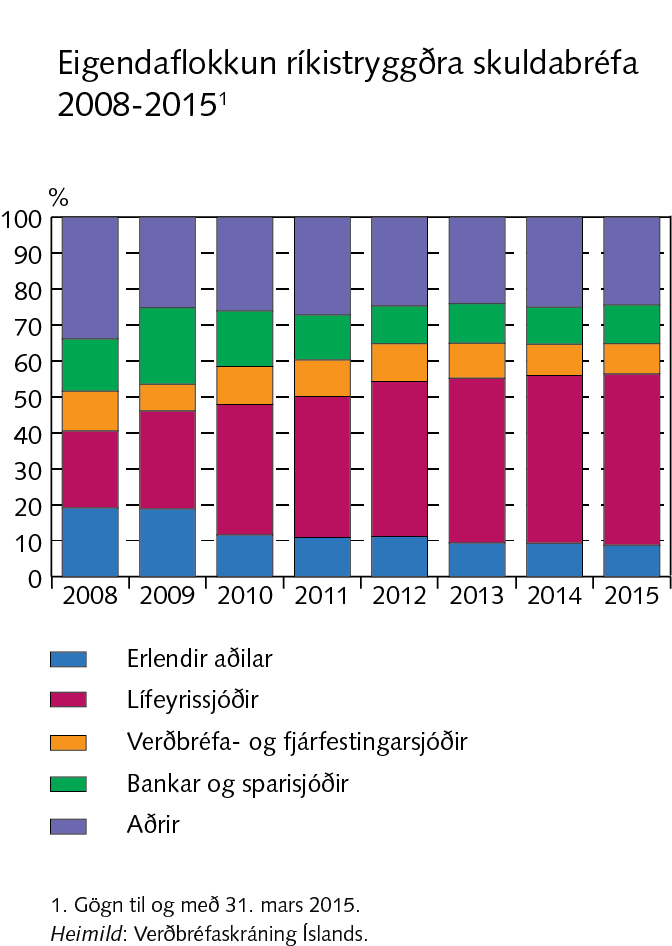 Eigendaflokkun ríkistryggðra skuldabréfa
2008-2015¹
%
100
90
80
70
60
50
40
30
20
10
0
2008 2009 2010 2011 2012 2013 2014 2015
Erlendir aðilar
Lífeyrissjóðir
Verðbréfa- og fjárfestingarsjóðir
Bankar og sparisjóðir
Aðrir
1. Gögn til og með 31. mars 2015.
Heimild: Verðbréfaskráning Íslands.